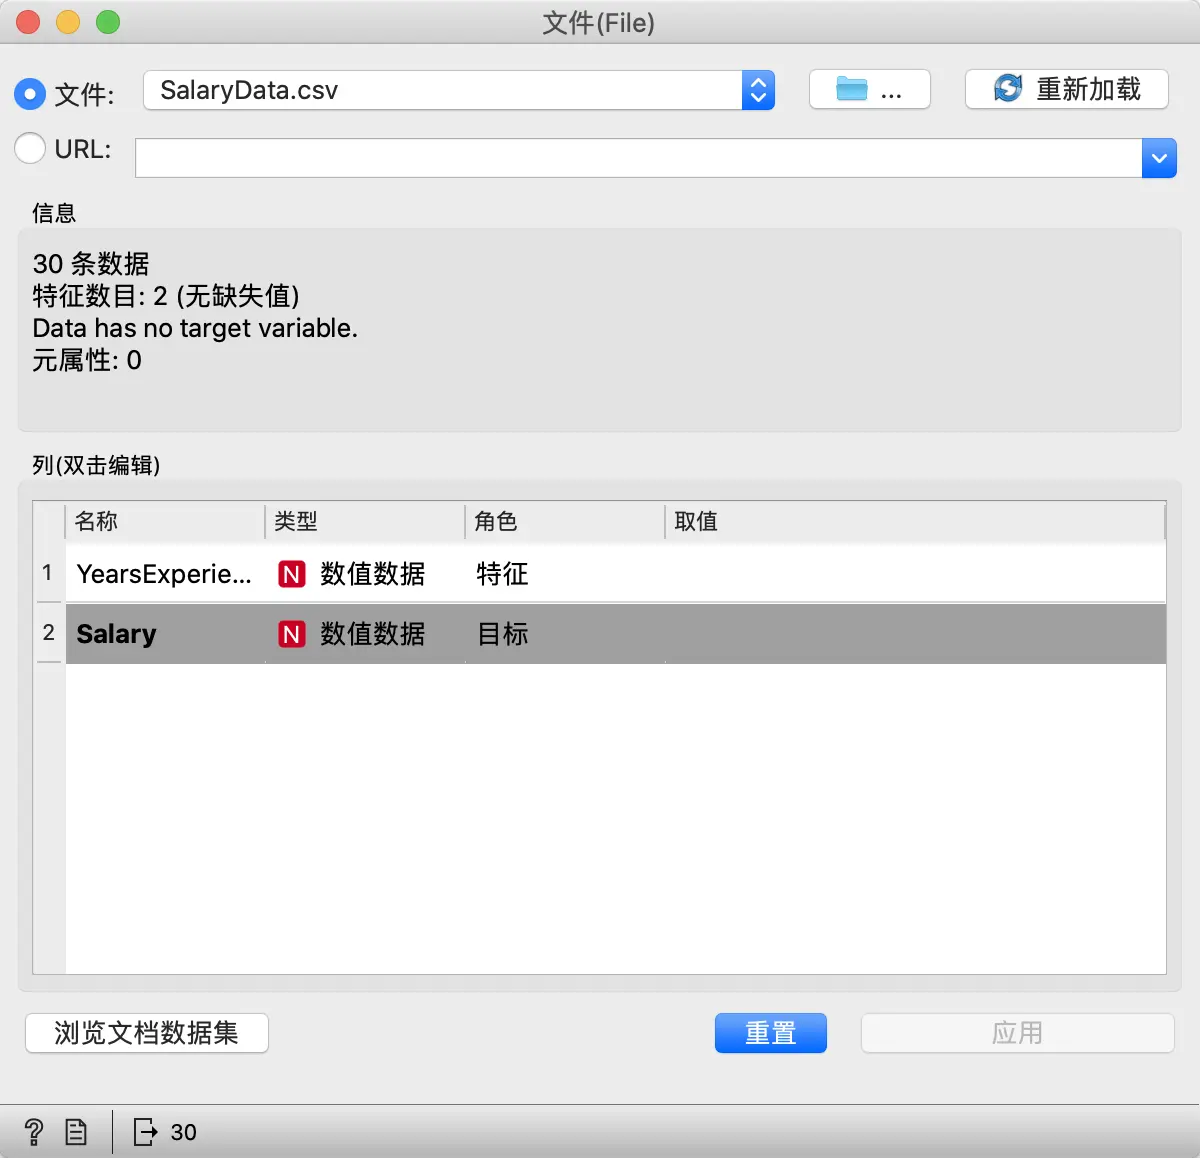 文件(File)
文件: SalaryData.csv ... 重新加载
URL:
信息
30 条数据
特征数目: 2 (无缺失值)
Data has no target variable.
元属性: 0
列(双击编辑)
名称 类型 角色 取值
1 YearsExperie... N 数值数据 特征
2 Salary N 数值数据 目标
浏览文档数据集 重置 应用
? 30